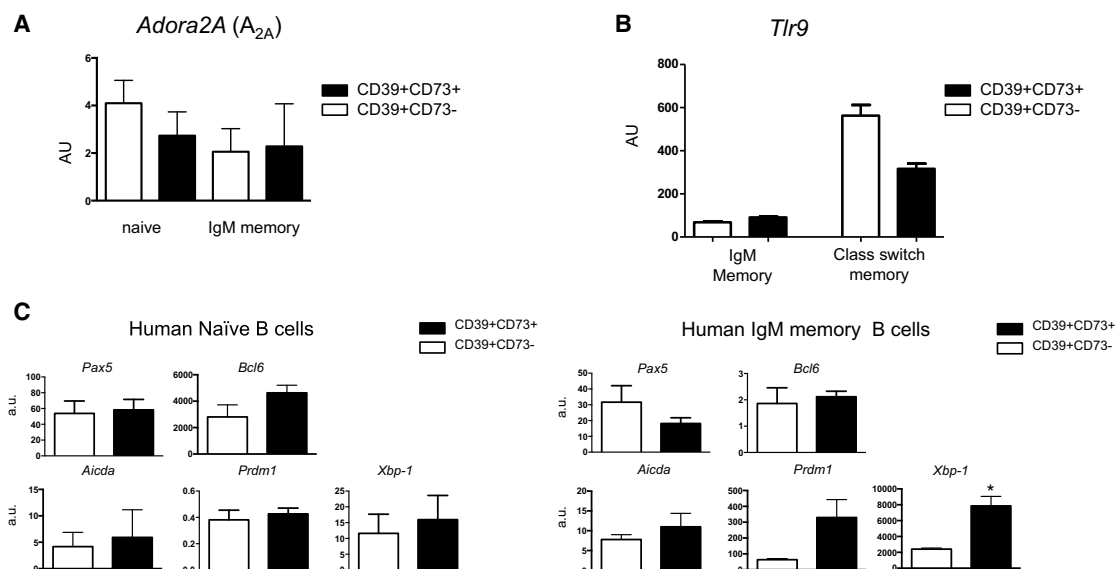 A
Adora2A (A2A)
6
4
2
0
AU
naive
IgM memory
CD39+CD73+
CD39+CD73-
B
Tlr9
800
600
400
200
0
AU
IgM
Memory
Class switch
memory
CD39+CD73+
CD39+CD73-
C
Human Naïve B cells
CD39+CD73+
CD39+CD73-
Pax5
100
80
60
40
20
0
a.u.
Bcl6
6000
4000
2000
0
Aicda
15
10
5
0
a.u.
Prdm1
0.6
0.4
0.2
0.0
Xbp-1
25
20
15
10
5
0
Human IgM memory B cells
CD39+CD73+
CD39+CD73-
Pax5
50
40
30
20
10
0
a.u.
Bcl6
3
2
1
0
Aicda
20
15
10
5
0
a.u.
Prdm1
500
400
300
200
100
0
Xbp-1
10000
8000
6000
4000
2000
0
*